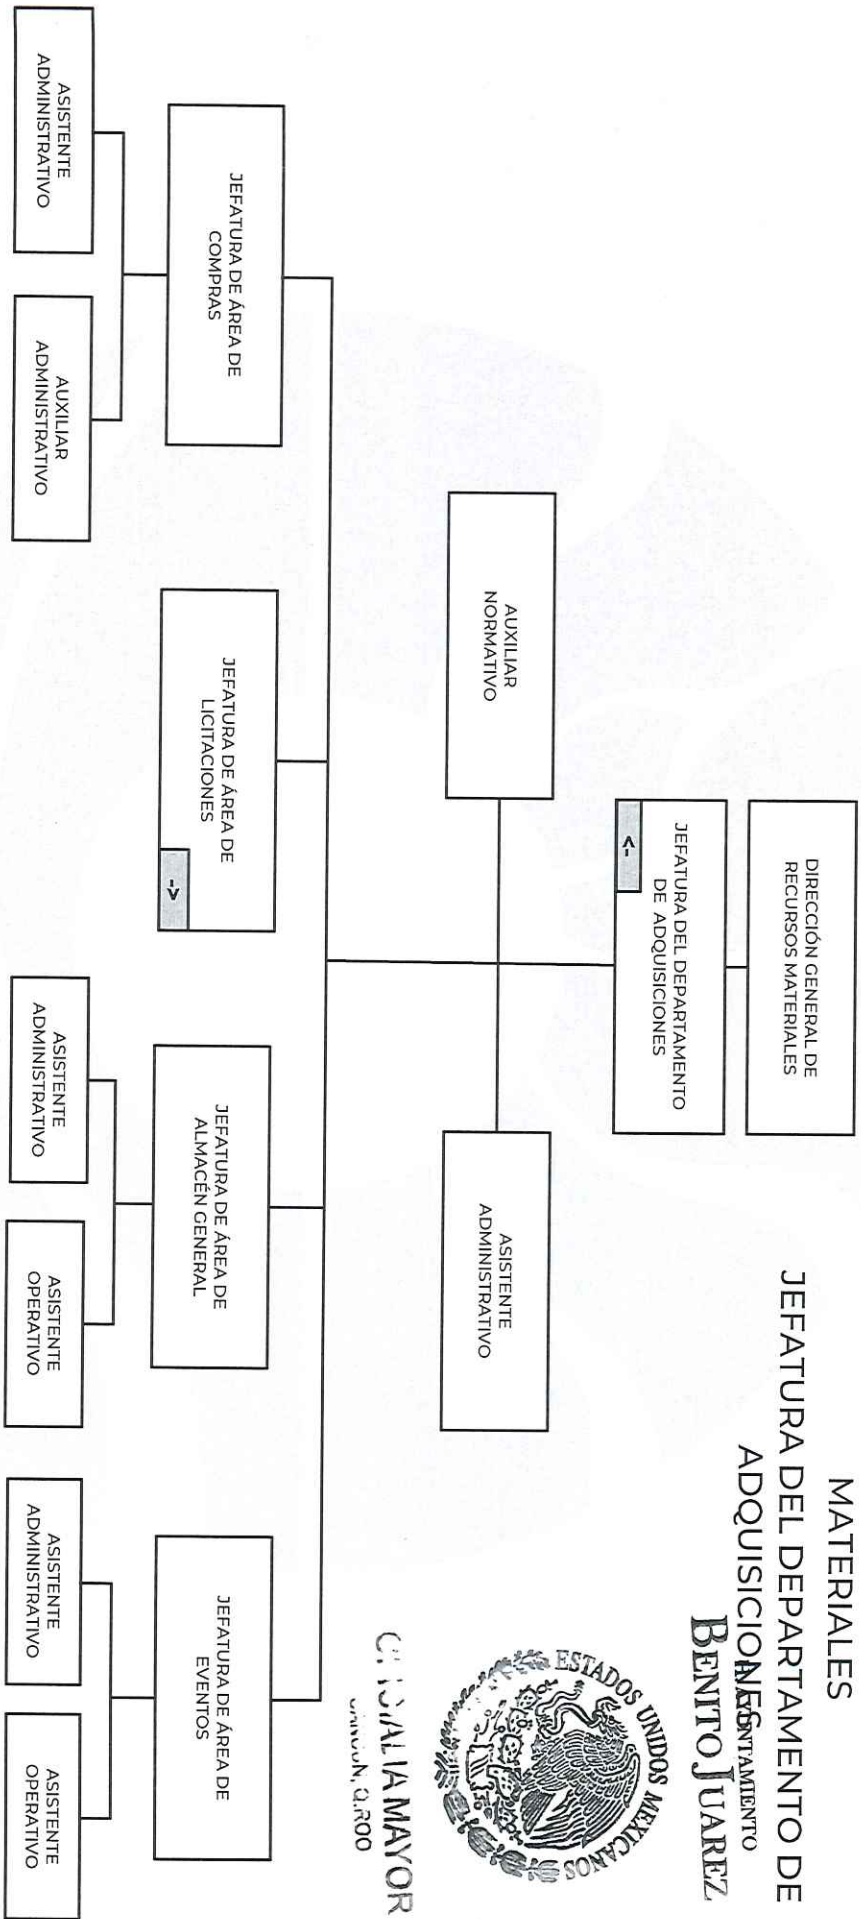 MATERIALES
JEFATURA DEL DEPARTAMENTO DE
ADQUISICIONES
BENITO JUAREZ
ESTADOS UNIDOS MEXICANOS
MAYOR
Q.ROO
DIRECCIÓN GENERAL DE
RECURSOS MATERIALES
JEFATURA DEL DEPARTAMENTO
DE ADQUISICIONES
<-
AUXILIAR
NORMATIVO
ASISTENTE
ADMINISTRATIVO
JEFATURA DE ÁREA DE
COMPRAS
JEFATURA DE ÁREA DE
LICITACIONES
->
JEFATURA DE ÁREA DE
ALMACÉN GENERAL
JEFATURA DE ÁREA DE
EVENTOS
ASISTENTE
ADMINISTRATIVO
AUXILIAR
ADMINISTRATIVO
ASISTENTE
ADMINISTRATIVO
ASISTENTE
OPERATIVO
ASISTENTE
ADMINISTRATIVO
ASISTENTE
OPERATIVO